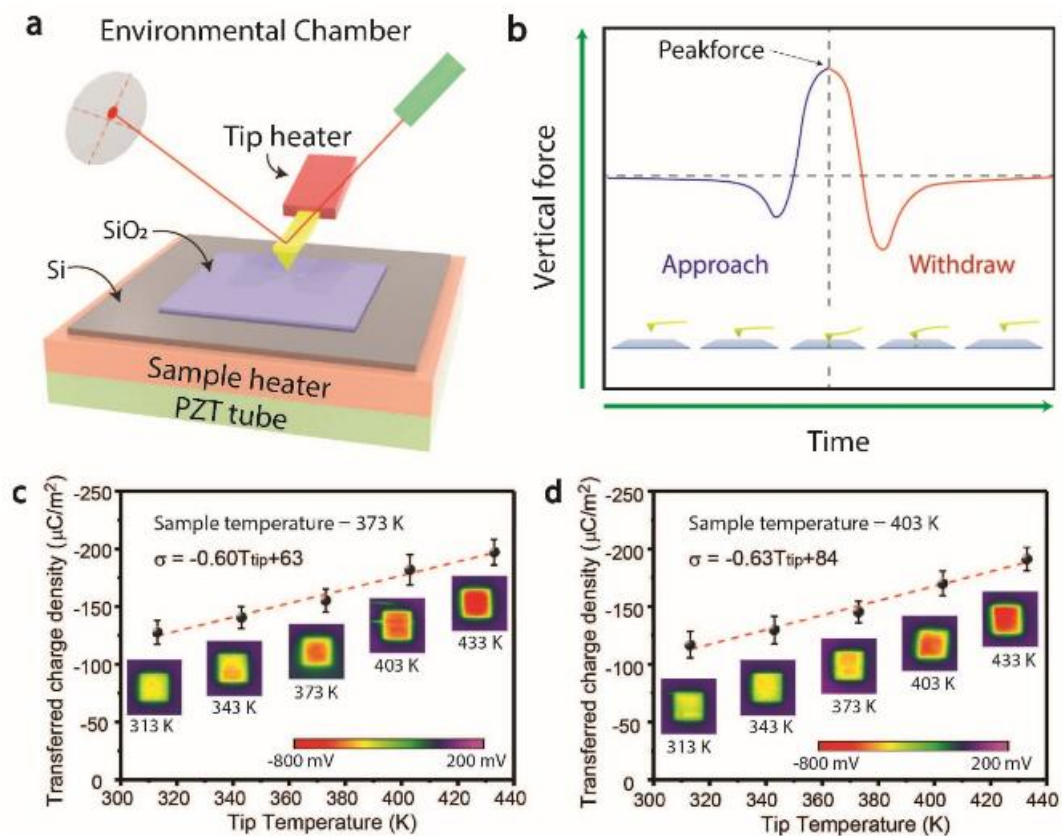 a
Environmental Chamber
Tip heater
SiO₂
Si
Sample heater
PZT tube
b
Peakforce
Vertical force
Approach
Withdraw
Time
c
Transferred charge density (μC/m²)
-250
-200
-150
-100
-50
0
Sample temperature – 373 K
σ = -0.60Ttip+63
313 K
343 K
373 K
403 K
433 K
-800 mV
200 mV
300 320 340 360 380 400 420 440
Tip Temperature (K)
d
Transferred charge density (μC/m²)
-250
-200
-150
-100
-50
0
Sample temperature – 403 K
σ = -0.63Ttip+84
313 K
343 K
373 K
403 K
433 K
-800 mV
200 mV
300 320 340 360 380 400 420 440
Tip Temperature (K)